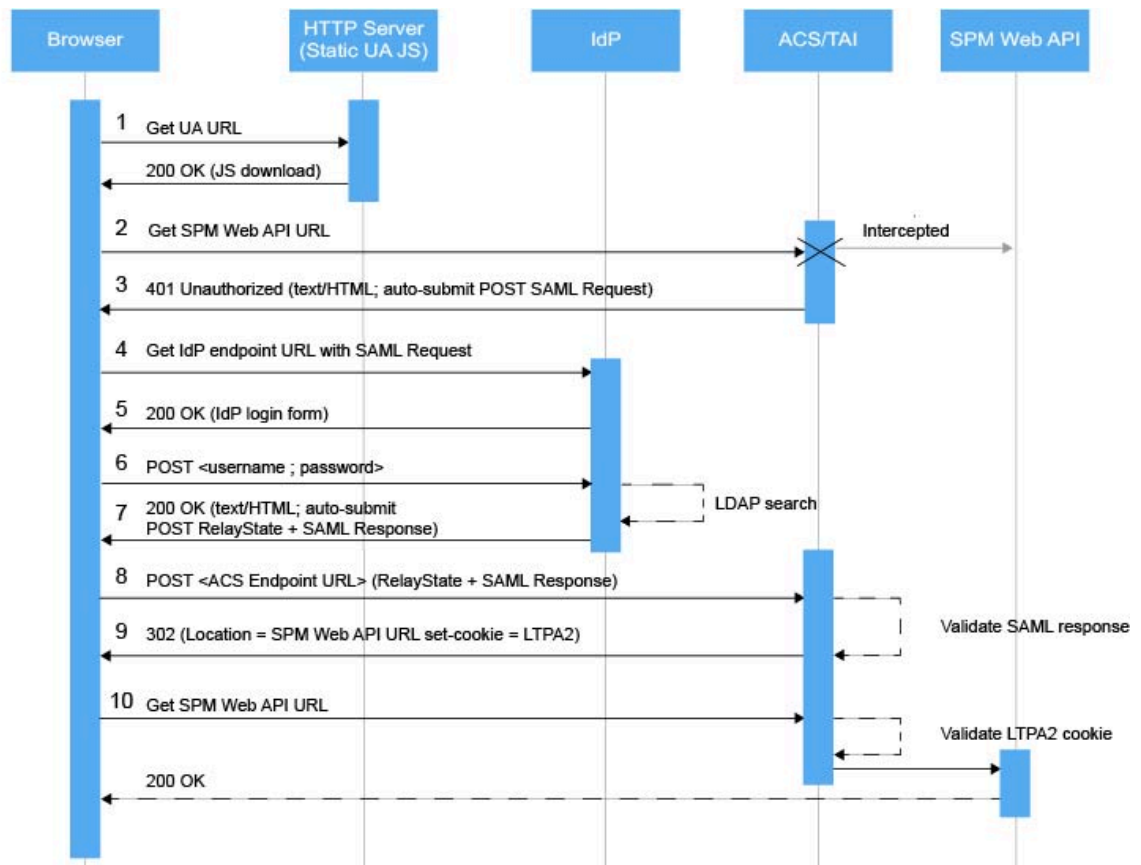 Browser
HTTP Server
(Static UA JS)
IdP
ACS/TAI
SPM Web API
1 Get UA URL
200 OK (JS download)
2 Get SPM Web API URL
Intercepted
3 401 Unauthorized (text/HTML; auto-submit POST SAML Request)
4 Get IdP endpoint URL with SAML Request
5 200 OK (IdP login form)
6 POST <username ; password>
LDAP search
7 200 OK (text/HTML; auto-submit
POST RelayState + SAML Response)
8 POST <ACS Endpoint URL> (RelayState + SAML Response)
Validate SAML response
9 302 (Location = SPM Web API URL set-cookie = LTPA2)
10 Get SPM Web API URL
Validate LTPA2 cookie
200 OK